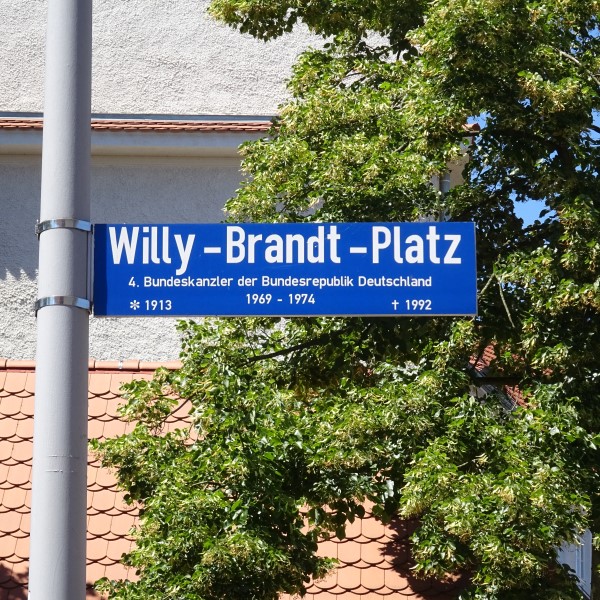 Willy-Brandt-Platz
4. Bundeskanzler der Bundesrepublik Deutschland
* 1913 1969 - 1974 † 1992